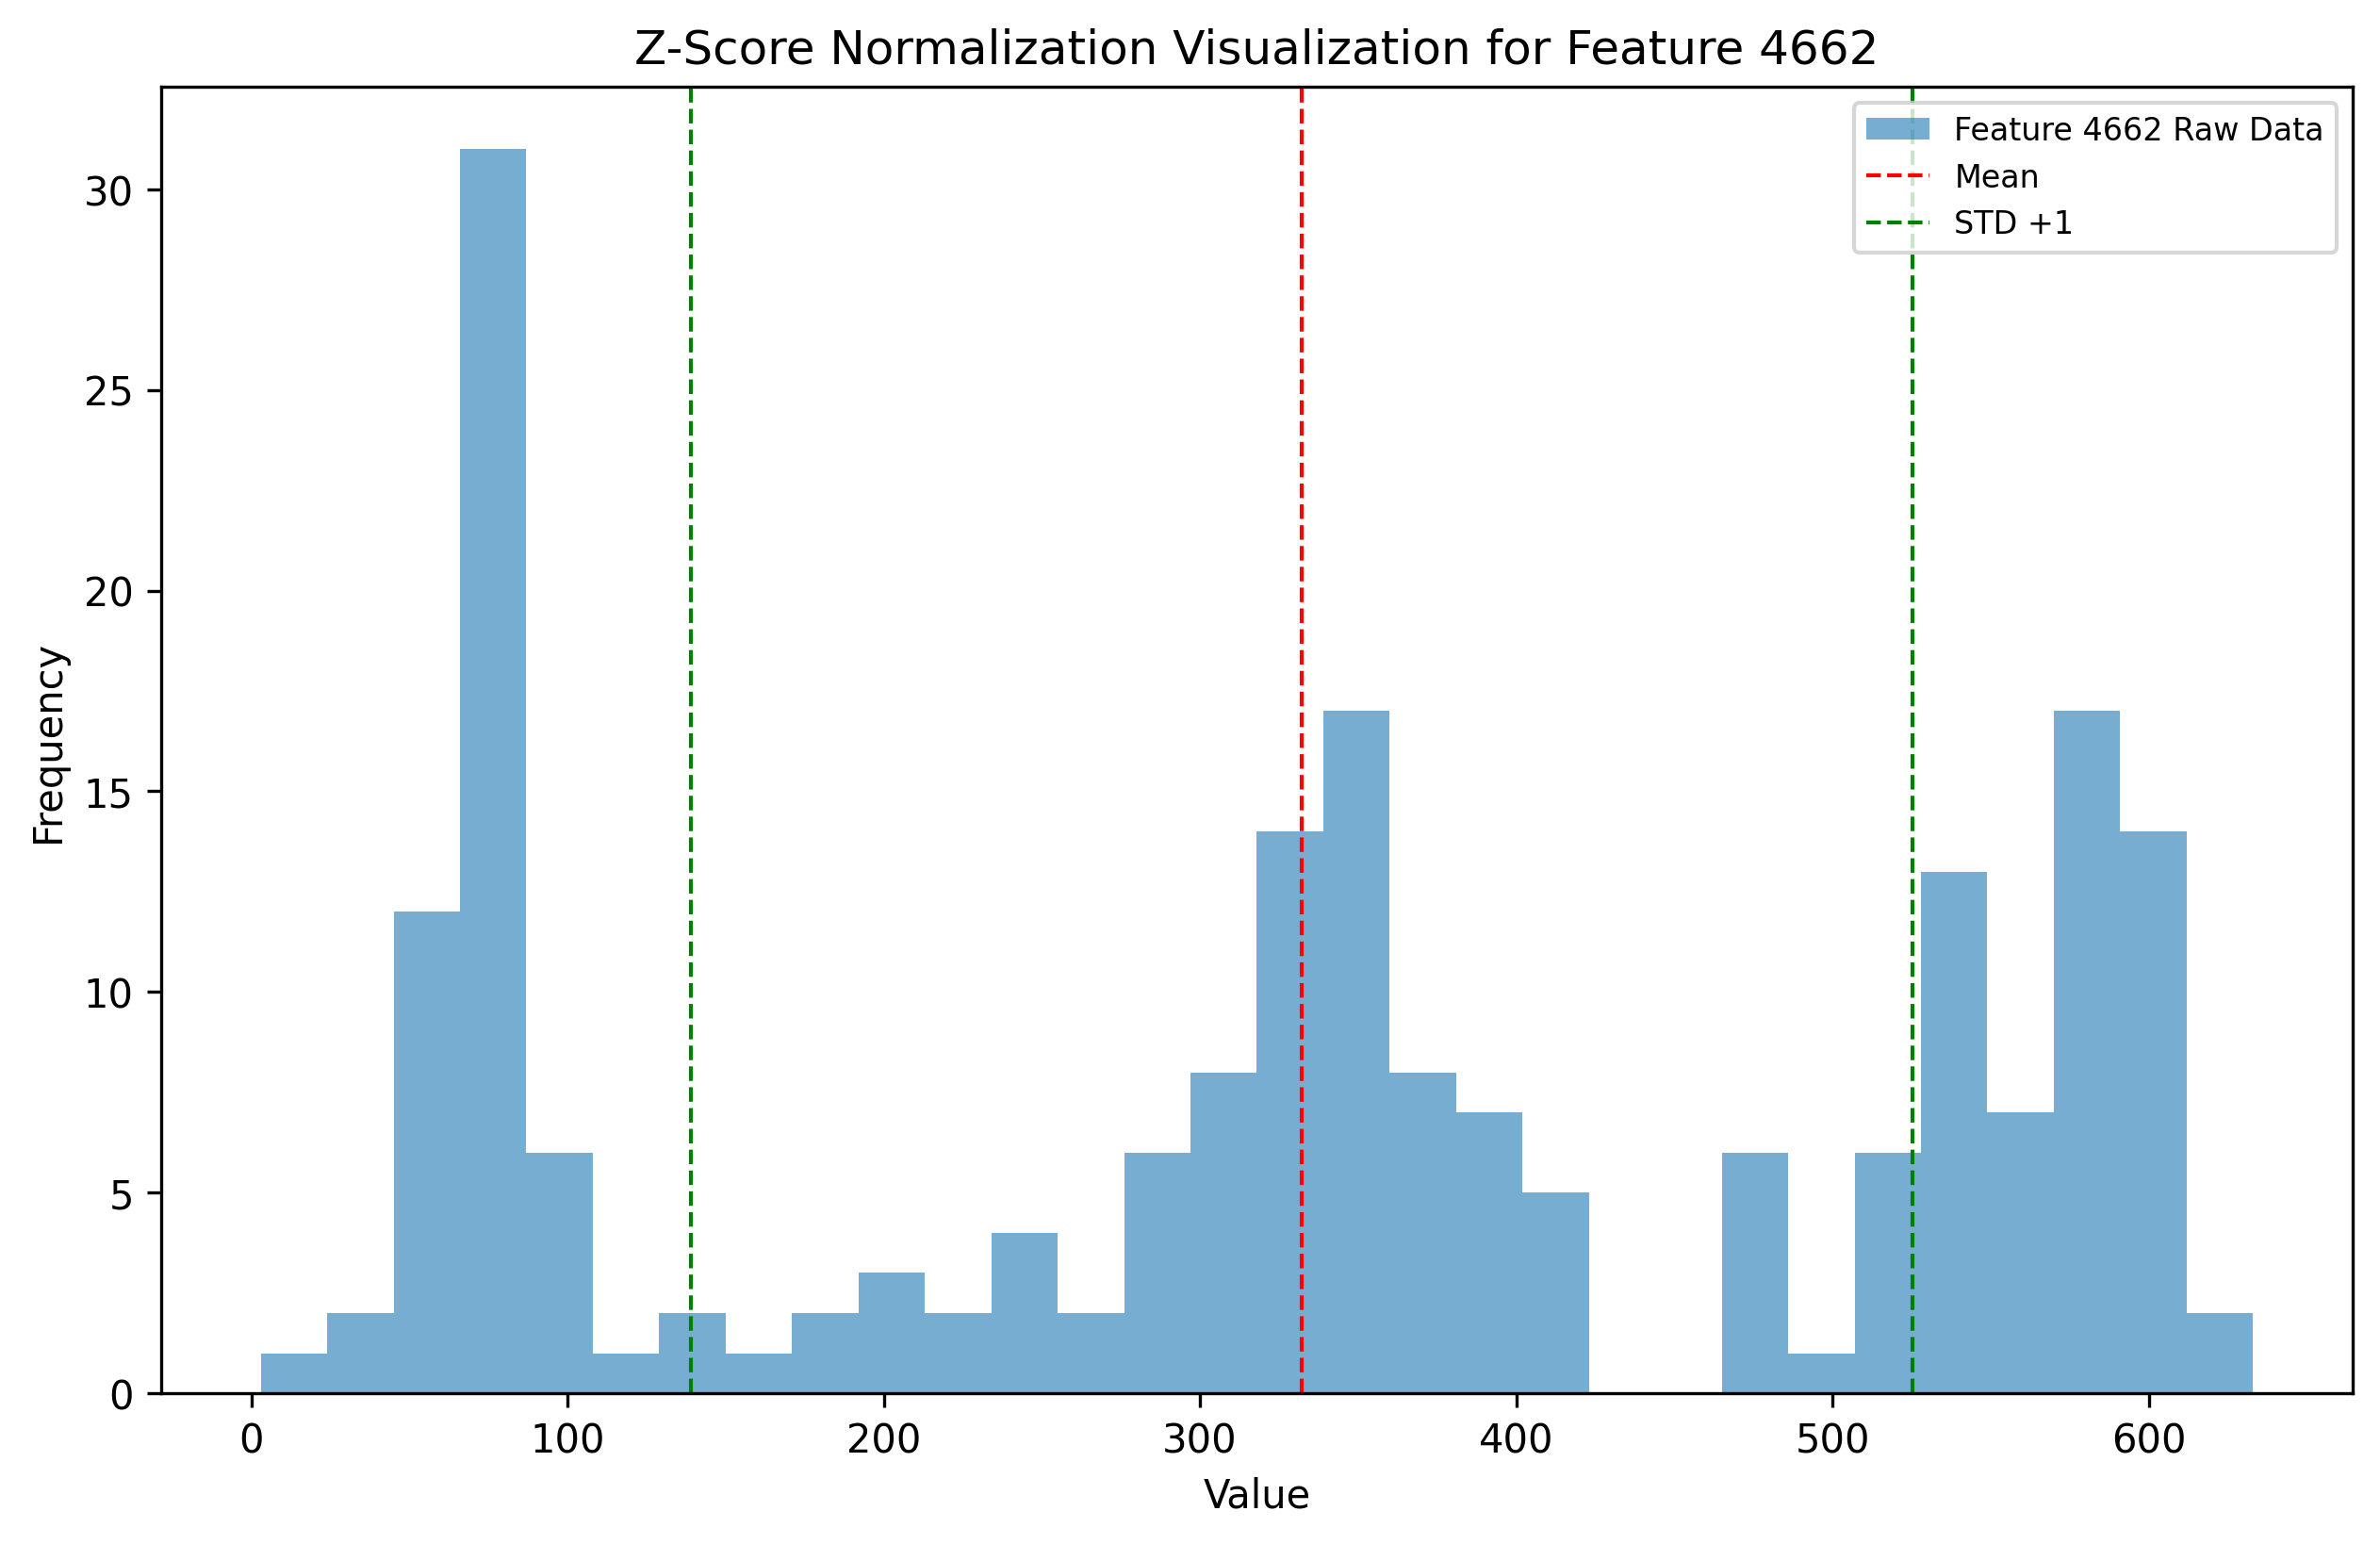 Z-Score Normalization Visualization for Feature 4662
Feature 4662 Raw Data
Mean
STD +1
30
25
20
15
10
5
0
Frequency
0 100 200 300 400 500 600
Value